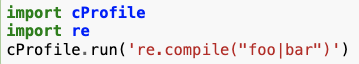 import cProfile
import re
cProfile.run('re.compile("foo|bar")')